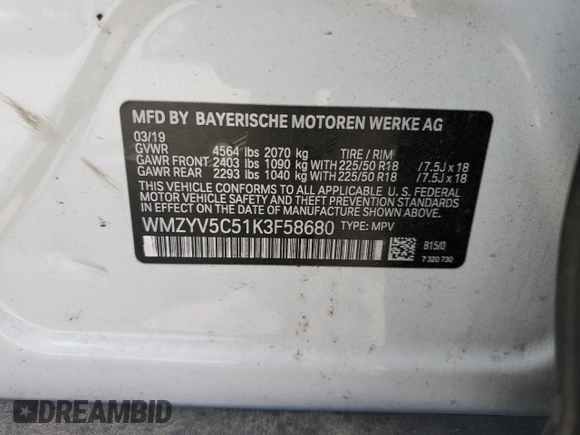 MFD BY BAYERISCHE MOTOREN WERKE AG
03/19
GVWR 4564 lbs 2070 kg TIRE / RIM
GAWR FRONT 2403 lbs 1090 kg WITH 225/50 R18 / 7.5J x 18
GAWR REAR 2293 lbs 1040 kg WITH 225/50 R18 / 7.5J x 18
THIS VEHICLE CONFORMS TO ALL APPLICABLE U. S. FEDERAL
MOTOR VEHICLE SAFETY, BUMPER, AND THEFT PREVENTION
STANDARDS IN EFFECT ON THE DATE OF MANUFACTURE SHOWN ABOVE.
WMZYV5C51K3F58680 TYPE: MPV
B15/0
7 320 730
DREAMBID